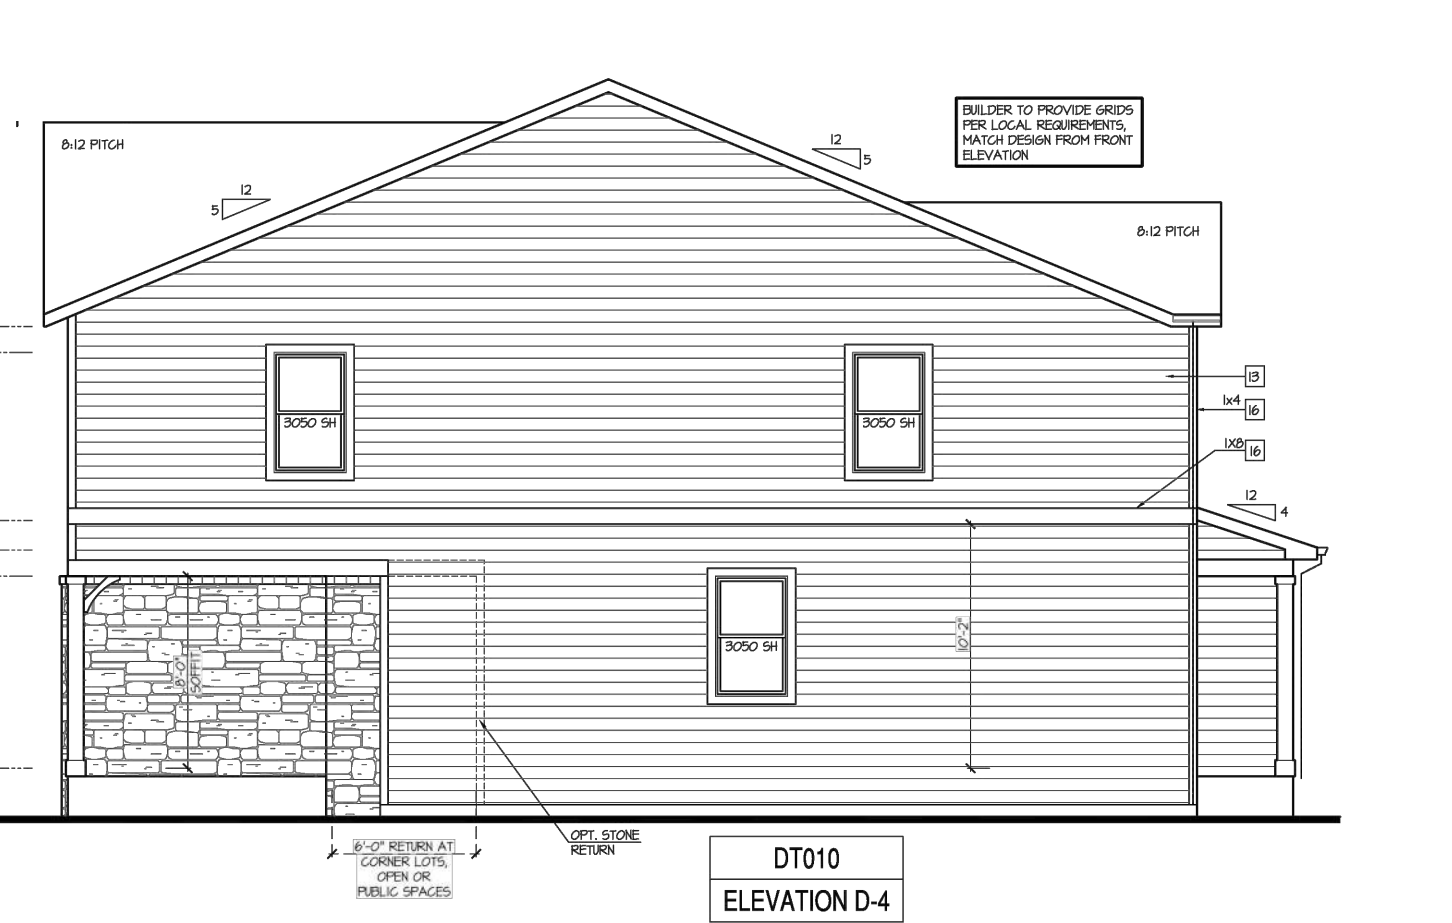 BUILDER TO PROVIDE GRIDS
PER LOCAL REQUIREMENTS,
MATCH DESIGN FROM FRONT
ELEVATION
8:12 PITCH
12
5
12
5
8:12 PITCH
13
1x4
16
1X8
16
3050 SH
3050 SH
12
4
3050 SH
10'-2"
8'-0"
SOFFIT
OPT. STONE
RETURN
6'-0" RETURN AT
CORNER LOTS,
OPEN OR
PUBLIC SPACES
DT010
ELEVATION D-4